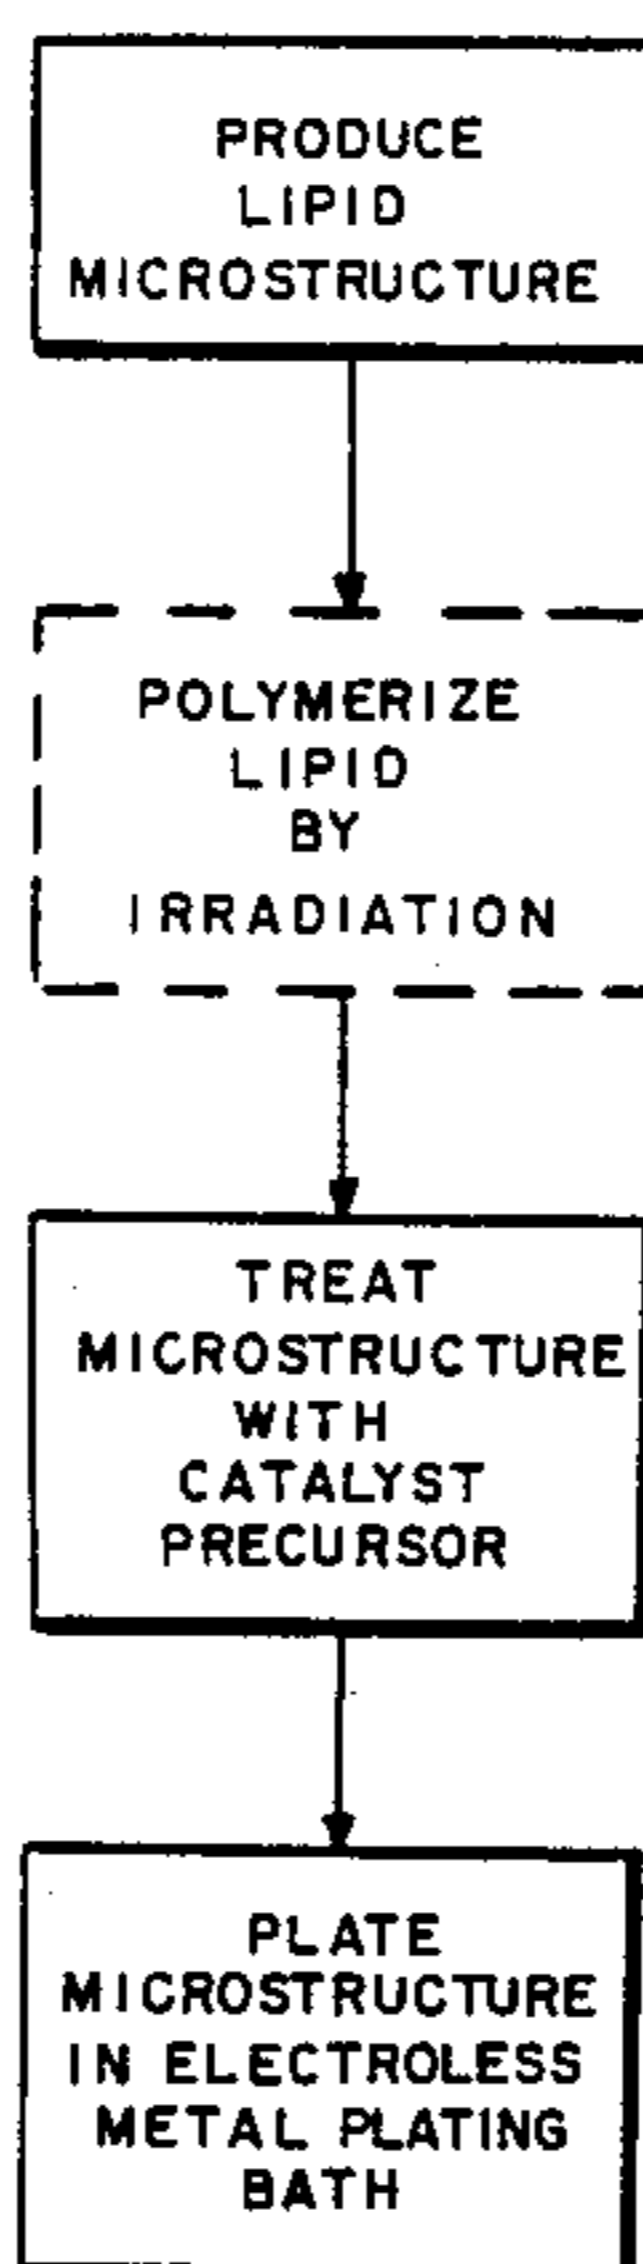 PRODUCE
LIPID
MICROSTRUCTURE
POLYMERIZE
LIPID
BY
IRRADIATION
TREAT
MICROSTRUCTURE
WITH
CATALYST
PRECURSOR
PLATE
MICROSTRUCTURE
IN ELECTROLESS
METAL PLATING
BATH